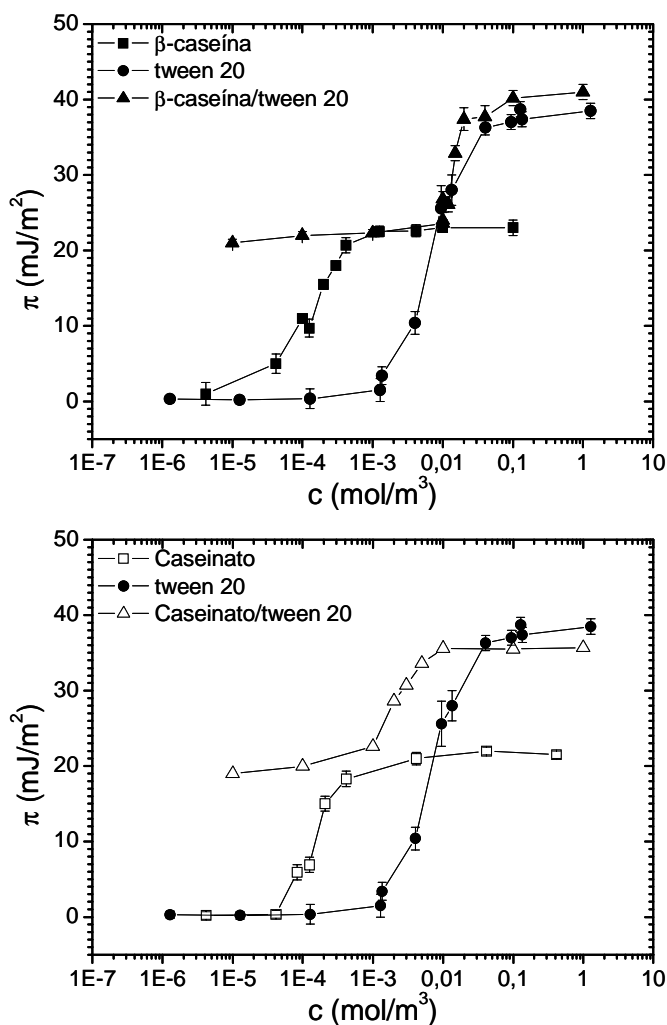 50
40
30
20
10
0
π (mJ/m²)
β-caseína
tween 20
β-caseína/tween 20
1E-7 1E-6 1E-5 1E-4 1E-3 0,01 0,1 1 10
c (mol/m³)
50
40
30
20
10
0
π (mJ/m²)
Caseinato
tween 20
Caseinato/tween 20
1E-7 1E-6 1E-5 1E-4 1E-3 0,01 0,1 1 10
c (mol/m³)